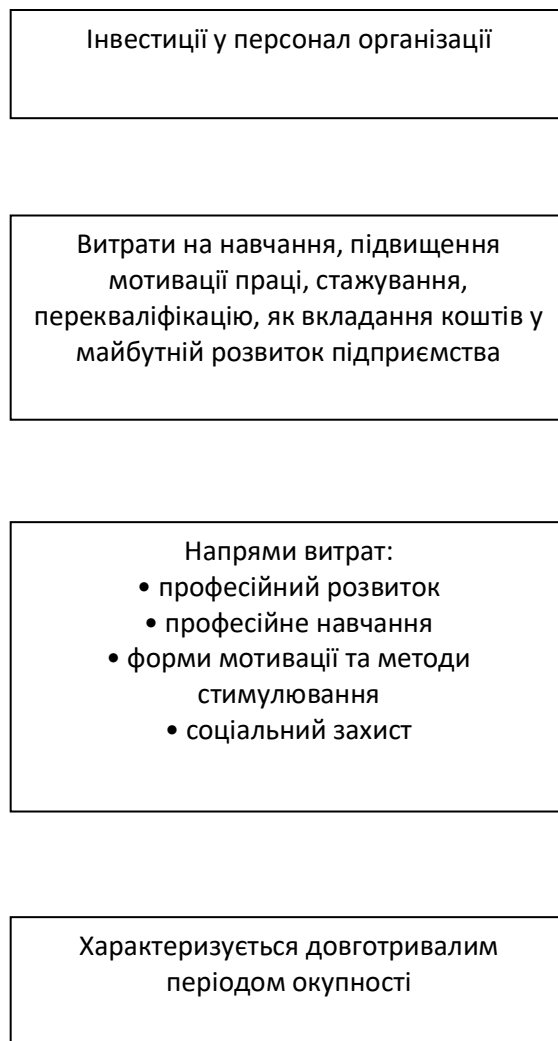 Інвестиції у персонал організації
Витрати на навчання, підвищення
мотивації праці, стажування,
перекваліфікацію, як вкладання коштів у
майбутній розвиток підприємства
Напрями витрат:
• професійний розвиток
• професійне навчання
• форми мотивації та методи
стимулювання
• соціальний захист
Характеризується довготривалим
періодом окупності